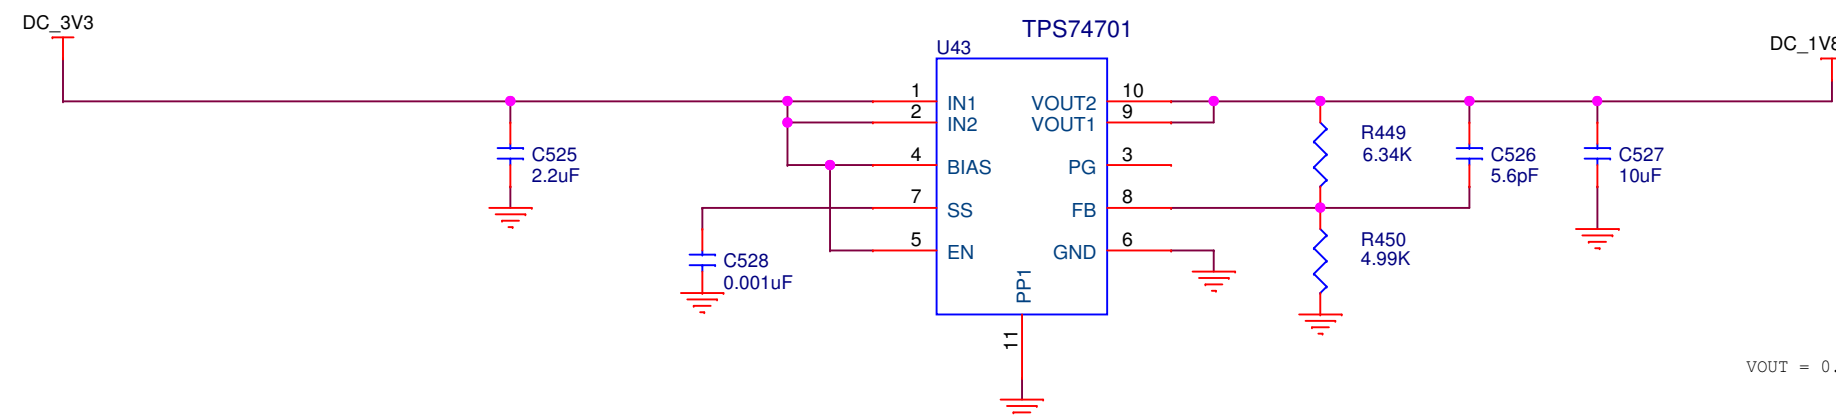 DC_3V3
TPS74701
DC_1V8
U43
1
IN1
2
IN2
4
BIAS
7
SS
5
EN
PP1
11
10
VOUT2
9
VOUT1
3
PG
8
FB
6
GND
C525
2.2uF
C528
0.001uF
R449
6.34K
C526
5.6pF
C527
10uF
R450
4.99K
VOUT = 0.